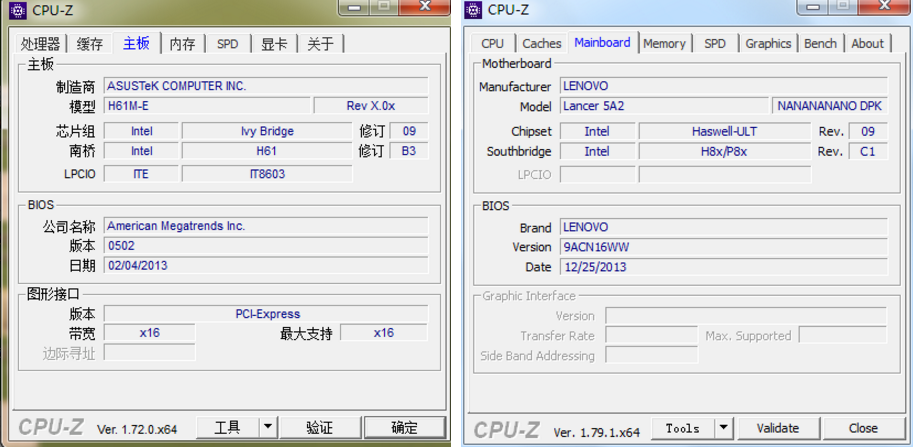 CPU-Z
处理器 缓存 主板 内存 SPD 显卡 关于
主板
制造商 ASUSTeK COMPUTER INC.
模型 H61M-E Rev X.0x
芯片组 Intel Ivy Bridge 修订 09
南桥 Intel H61 修订 B3
LPCIO ITE IT8603
BIOS
公司名称 American Megatrends Inc.
版本 0502
日期 02/04/2013
图形接口
版本 PCI-Express
带宽 x16 最大支持 x16
边际寻址
CPU-Z Ver. 1.72.0.x64 工具 验证 确定
CPU-Z
CPU Caches Mainboard Memory SPD Graphics Bench About
Motherboard
Manufacturer LENOVO
Model Lancer 5A2 NANANANANO DPK
Chipset Intel Haswell-ULT Rev. 09
Southbridge Intel H8x/P8x Rev. C1
LPCIO
BIOS
Brand LENOVO
Version 9ACN16WW
Date 12/25/2013
Graphic Interface
Version
Transfer Rate Max. Supported
Side Band Addressing
CPU-Z Ver. 1.79.1.x64 Tools Validate Close